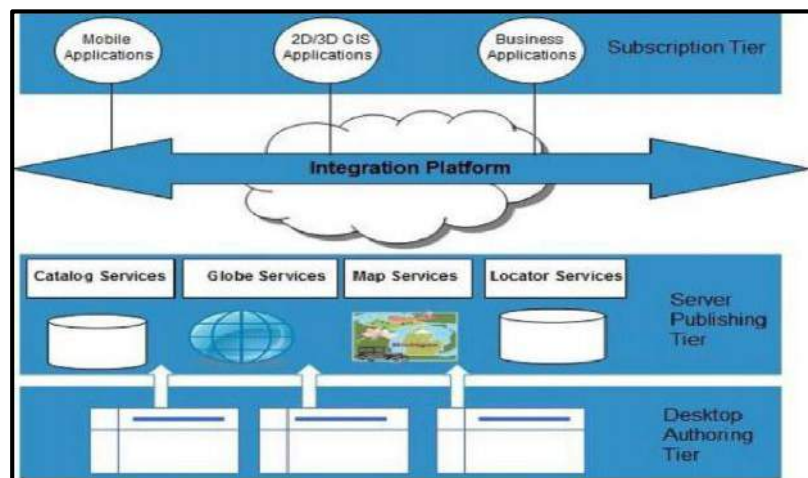 Mobile
Applications
2D/3D GIS
Applications
Business
Applications
Subscription Tier
Integration Platform
Catalog Services
Globe Services
Map Services
Locator Services
Server
Publishing
Tier
Desktop
Authoring
Tier